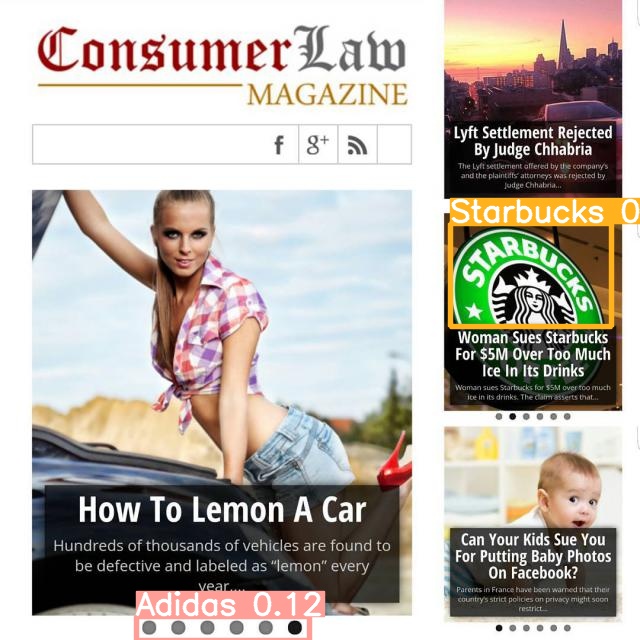 ConsumerLaw
MAGAZINE
f g+
How To Lemon A Car
Hundreds of thousands of vehicles are found to
be defective and labeled as “lemon” every
year....
Adidas 0.12
Lyft Settlement Rejected
By Judge Chhabria
The Lyft settlement offered by the company's
and the plaintiffs' attorneys was rejected by
Judge Chhabria...
Starbucks 0
STARBUCKS
Woman Sues Starbucks
For $5M Over Too Much
Ice In Its Drinks
Woman sues Starbucks for $5M over too much
ice in its drinks. The claim asserts that...
Can Your Kids Sue You
For Putting Baby Photos
On Facebook?
Parents in France have been warned that their
country's strict policies on privacy might soon
restrict...